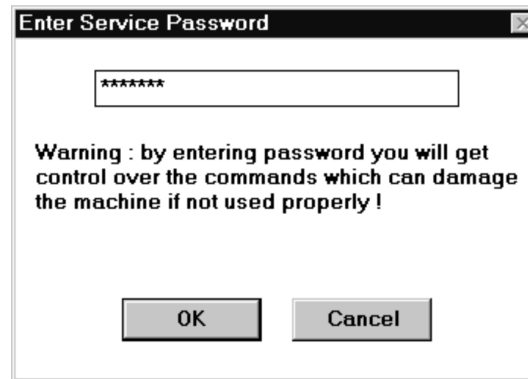 Enter Service Password
*******
Warning : by entering password you will get
control over the commands which can damage
the machine if not used properly !
OK
Cancel